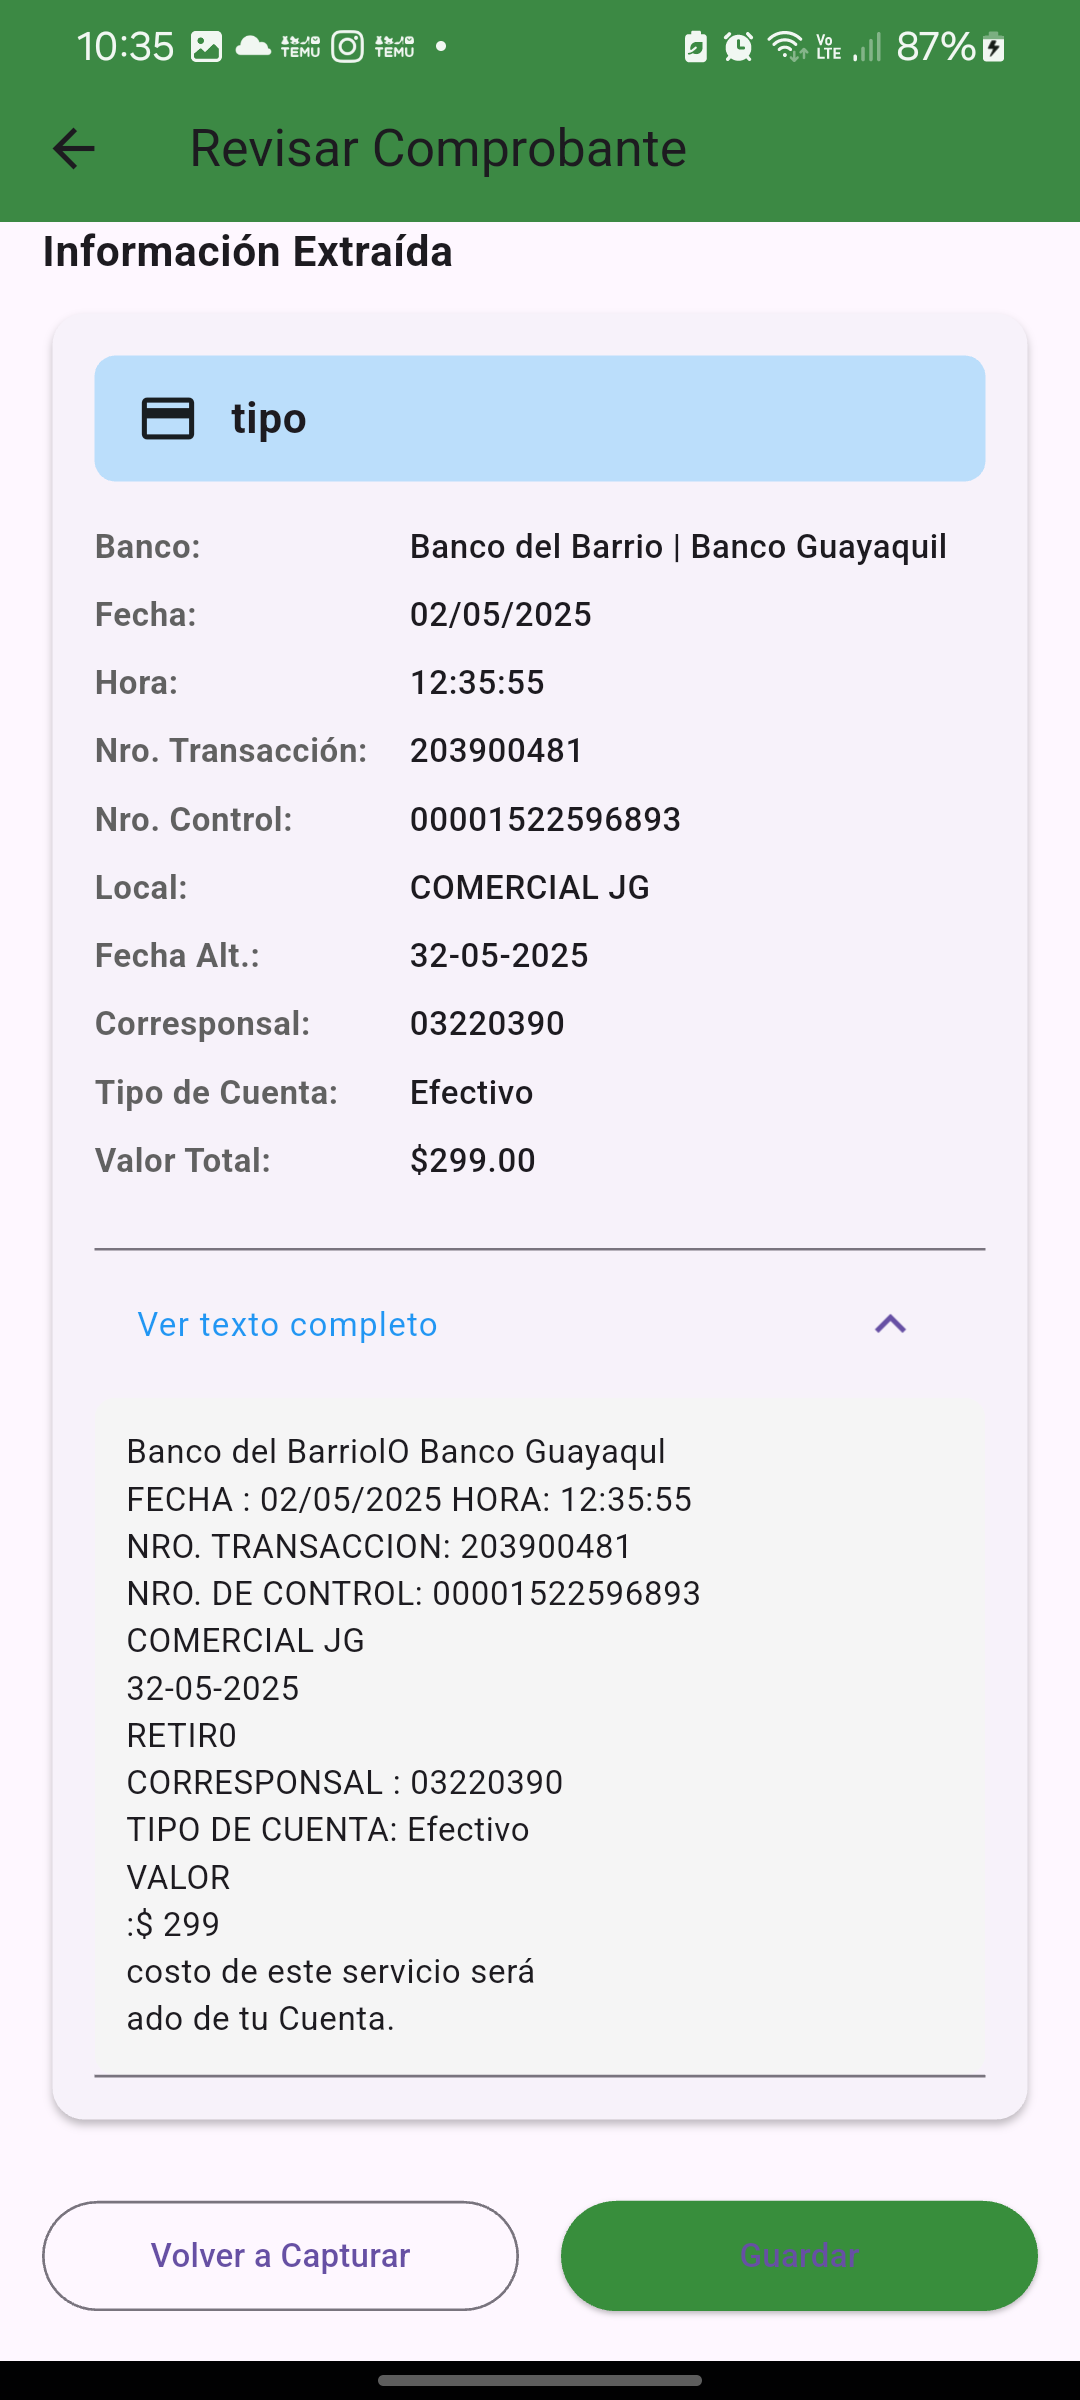 10:35 TEMU TEMU Vo LTE 87%
Revisar Comprobante
Información Extraída
tipo
Banco: Banco del Barrio | Banco Guayaquil
Fecha: 02/05/2025
Hora: 12:35:55
Nro. Transacción: 203900481
Nro. Control: 00001522596893
Local: COMERCIAL JG
Fecha Alt.: 32-05-2025
Corresponsal: 03220390
Tipo de Cuenta: Efectivo
Valor Total: $299.00
Ver texto completo
Banco del BarriolO Banco Guayaqul
FECHA : 02/05/2025 HORA: 12:35:55
NRO. TRANSACCION: 203900481
NRO. DE CONTROL: 00001522596893
COMERCIAL JG
32-05-2025
RETIR0
CORRESPONSAL : 03220390
TIPO DE CUENTA: Efectivo
VALOR
:$ 299
costo de este servicio será
ado de tu Cuenta.
Volver a Capturar Guardar